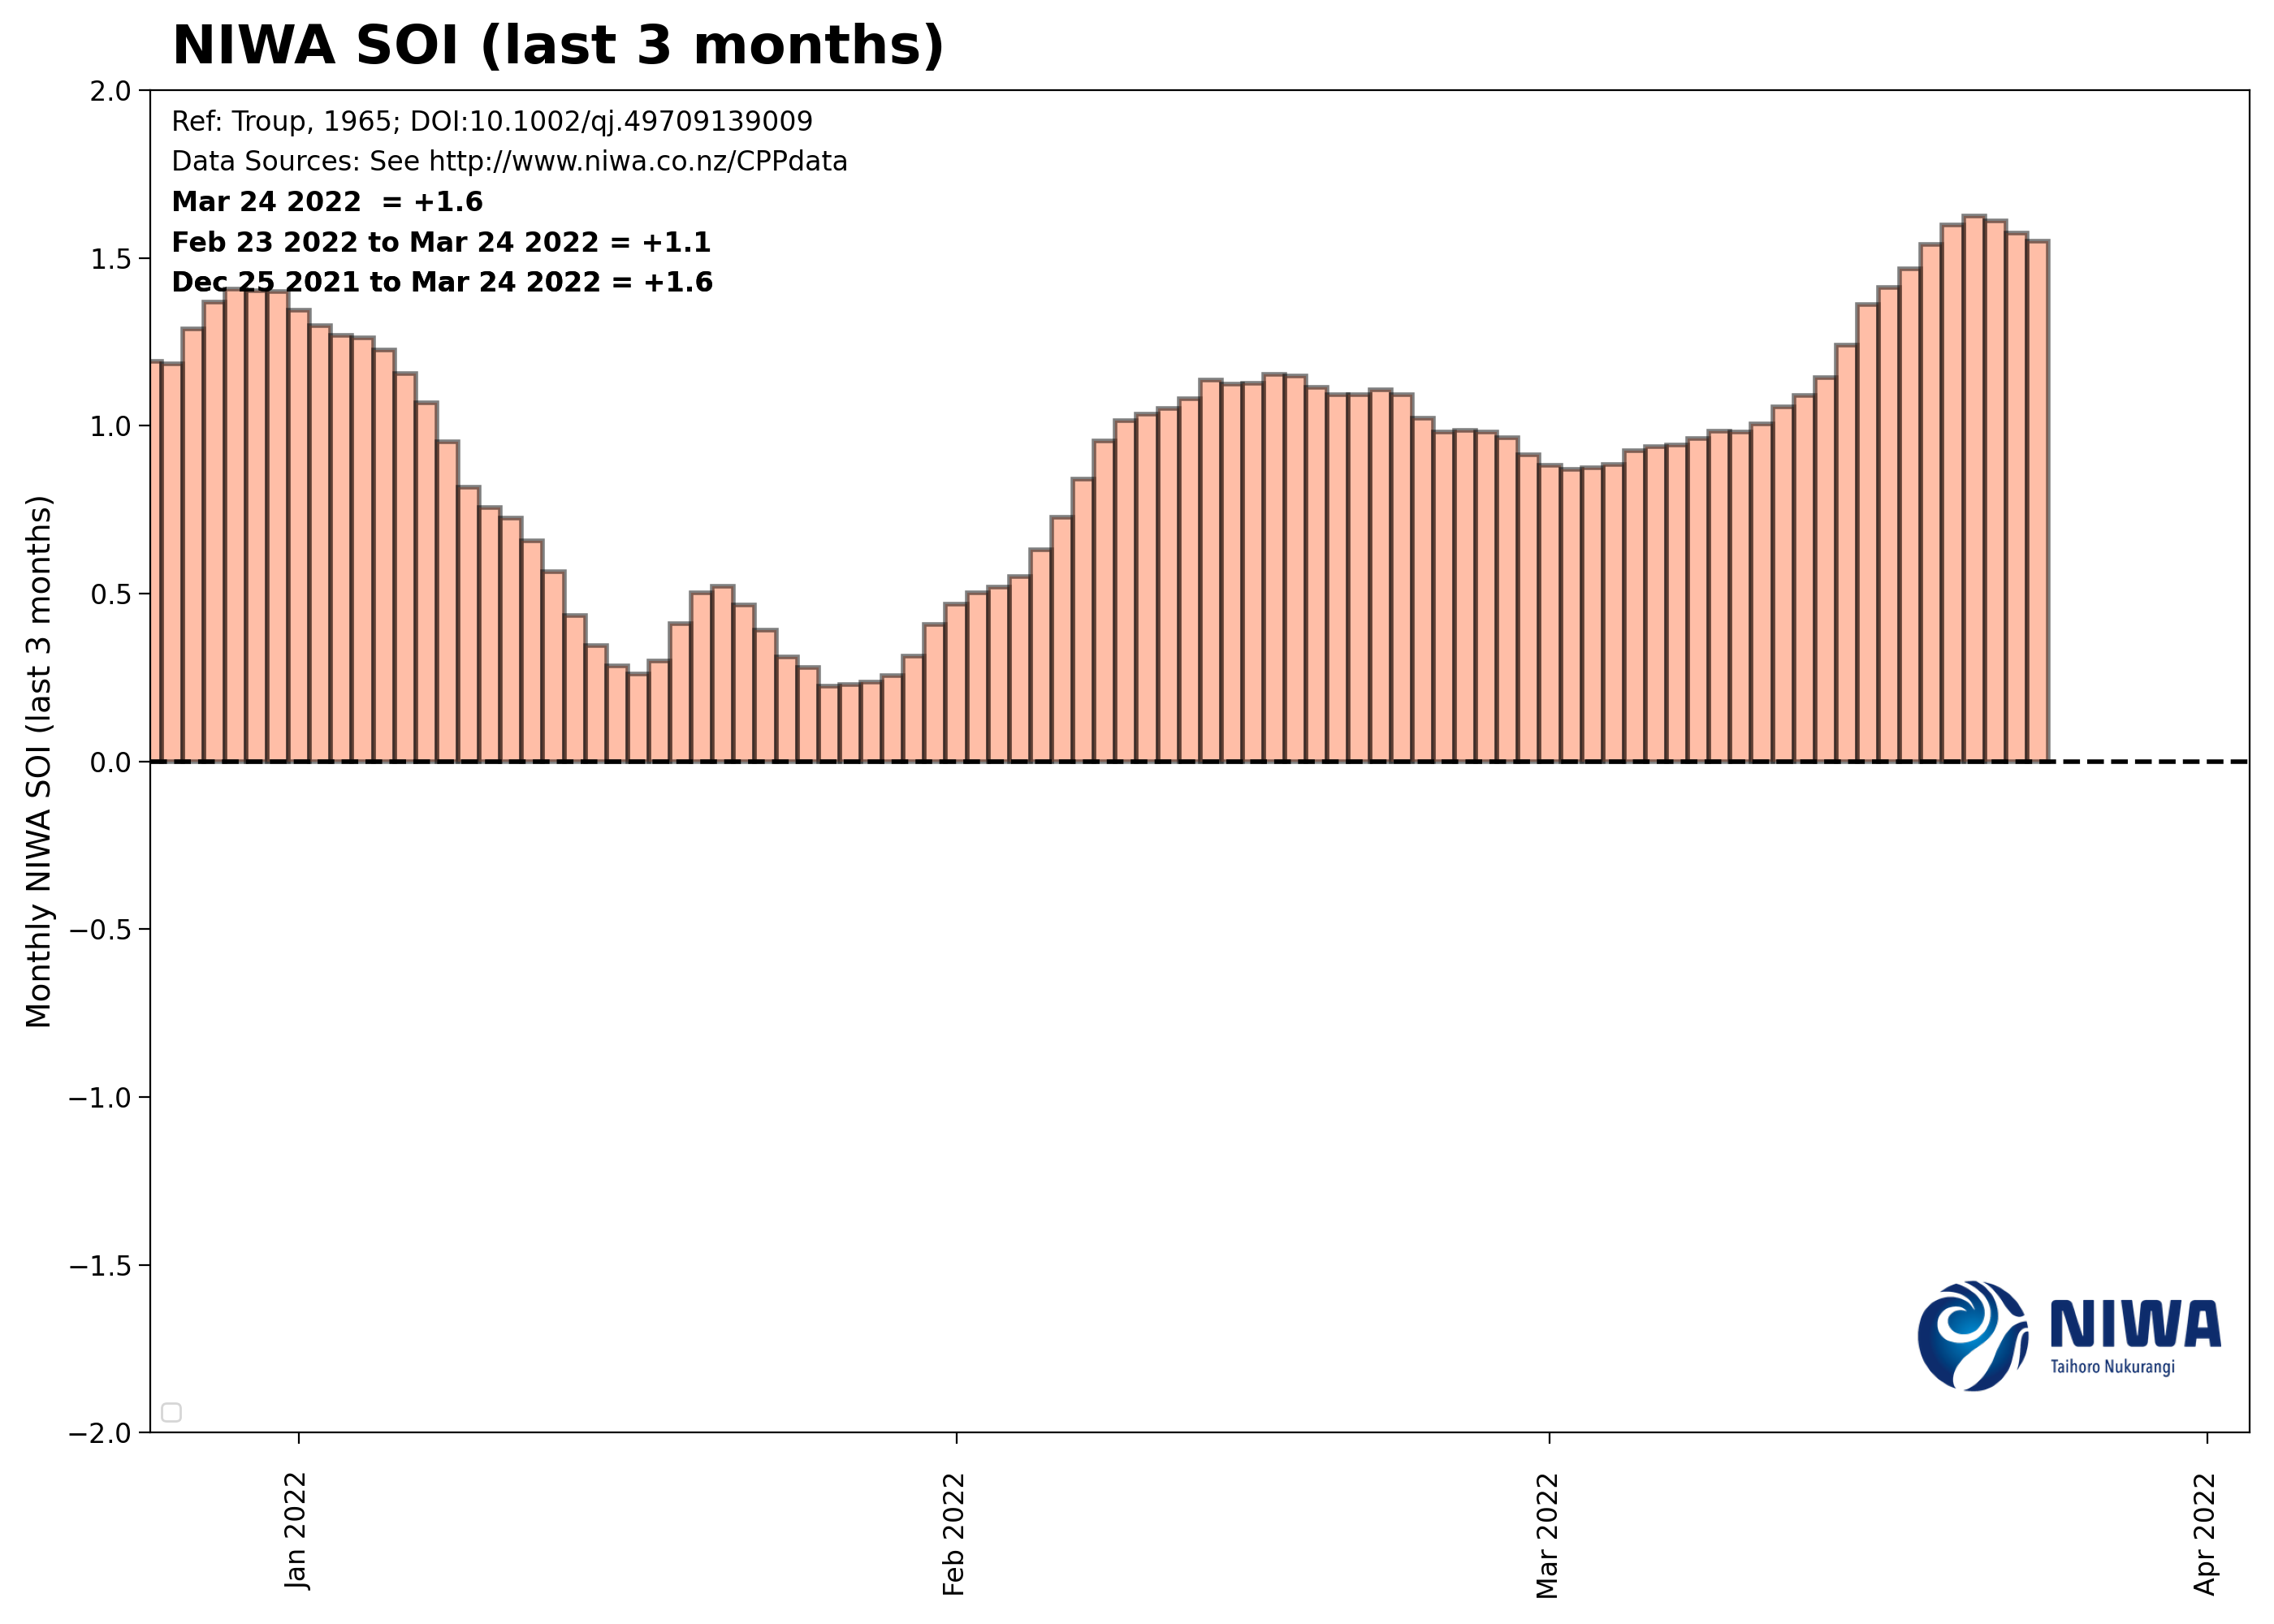 NIWA SOI (last 3 months)
Ref: Troup, 1965; DOI:10.1002/qj.49709139009
Data Sources: See http://www.niwa.co.nz/CPPdata
Mar 24 2022  = +1.6
Feb 23 2022 to Mar 24 2022 = +1.1
Dec 25 2021 to Mar 24 2022 = +1.6
Monthly NIWA SOI (last 3 months)
2.0
1.5
1.0
0.5
0.0
−0.5
−1.0
−1.5
−2.0
NIWA
Taihoro Nukurangi
Jan 2022
Feb 2022
Mar 2022
Apr 2022